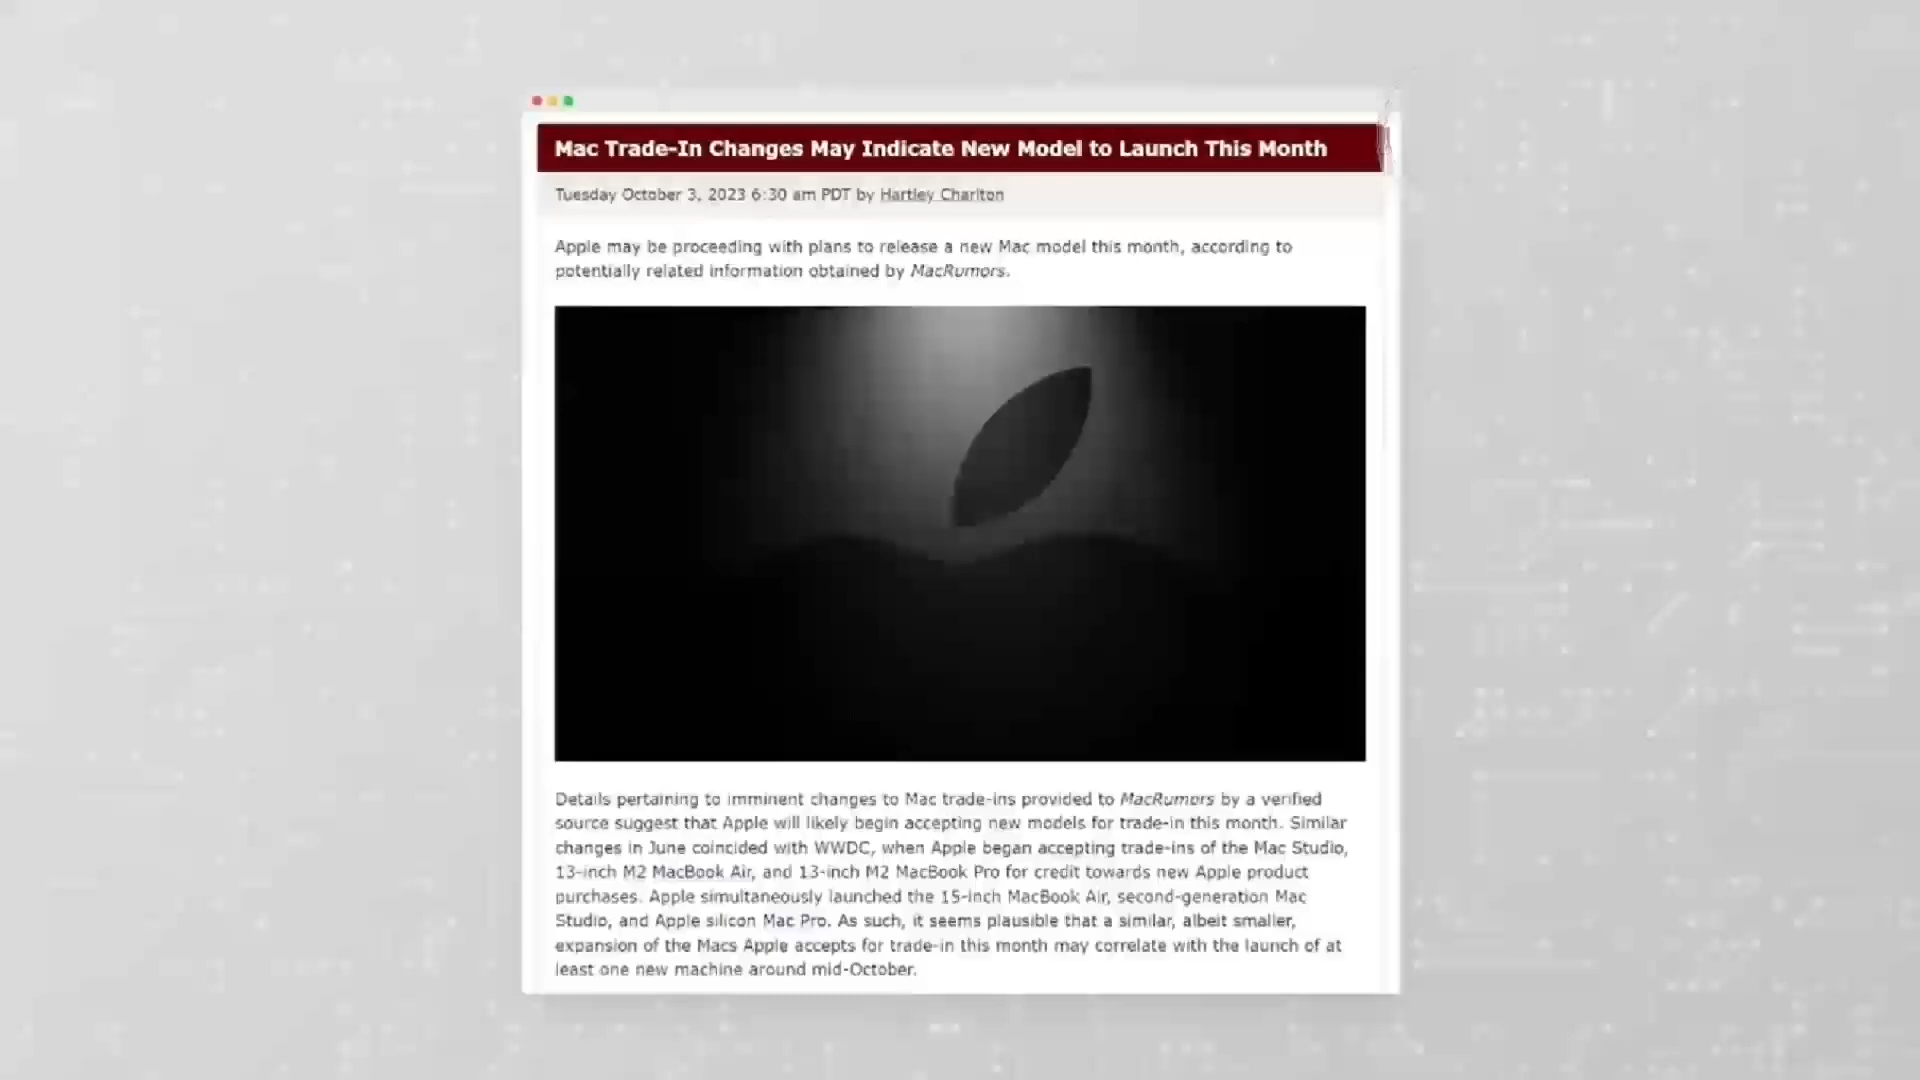 Mac Trade-In Changes May Indicate New Model to Launch This Month
Tuesday October 3, 2023 6:30 am PDT by Hartley Charlton
Apple may be proceeding with plans to release a new Mac model this month, according to
potentially related information obtained by MacRumors.
Details pertaining to imminent changes to Mac trade-ins provided to MacRumors by a verified
source suggest that Apple will likely begin accepting new models for trade-in this month. Similar
changes in June coincided with WWDC, when Apple began accepting trade-ins of the Mac Studio,
13-inch M2 MacBook Air, and 13-inch M2 MacBook Pro for credit towards new Apple product
purchases. Apple simultaneously launched the 15-inch MacBook Air, second-generation Mac
Studio, and Apple silicon Mac Pro. As such, it seems plausible that a similar, albeit smaller,
expansion of the Macs Apple accepts for trade-in this month may correlate with the launch of at
least one new machine around mid-October.